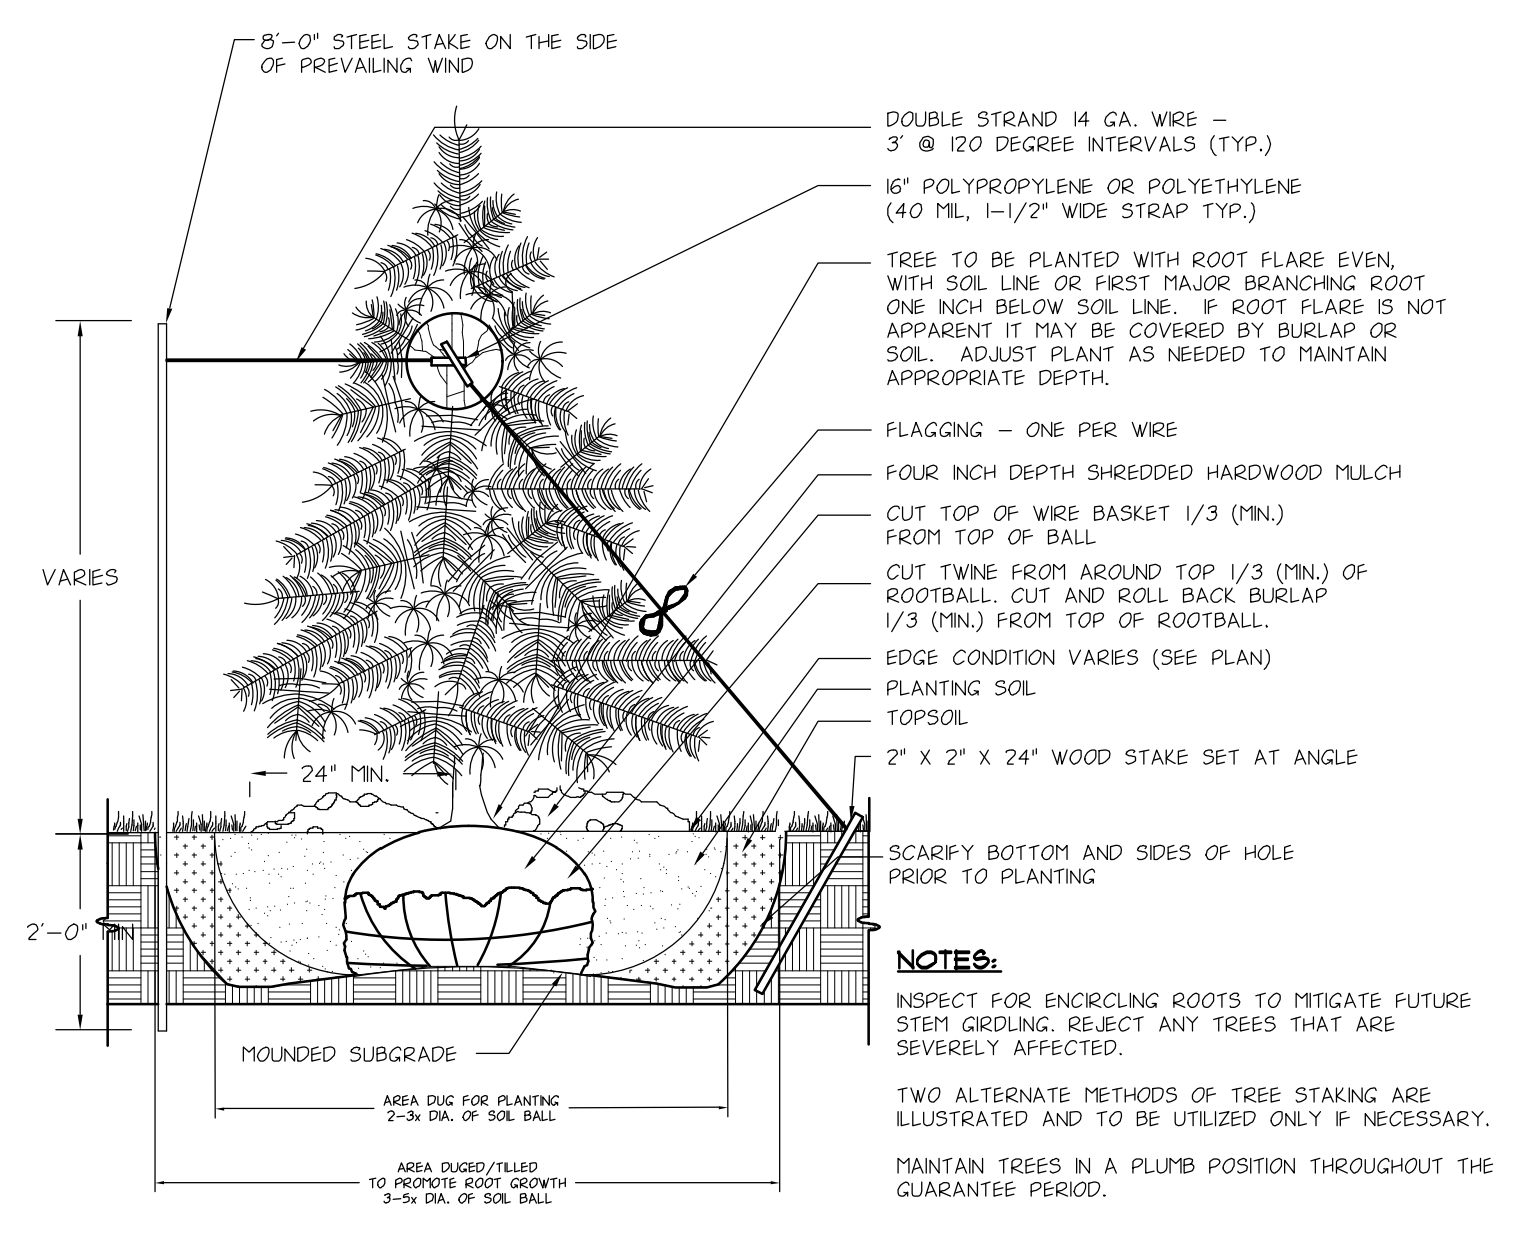 8'-0" STEEL STAKE ON THE SIDE
OF PREVAILING WIND
DOUBLE STRAND 14 GA. WIRE –
3' @ 120 DEGREE INTERVALS (TYP.)
16" POLYPROPYLENE OR POLYETHYLENE
(40 MIL, 1-1/2" WIDE STRAP TYP.)
TREE TO BE PLANTED WITH ROOT FLARE EVEN,
WITH SOIL LINE OR FIRST MAJOR BRANCHING ROOT
ONE INCH BELOW SOIL LINE. IF ROOT FLARE IS NOT
APPARENT IT MAY BE COVERED BY BURLAP OR
SOIL. ADJUST PLANT AS NEEDED TO MAINTAIN
APPROPRIATE DEPTH.
FLAGGING – ONE PER WIRE
FOUR INCH DEPTH SHREDDED HARDWOOD MULCH
CUT TOP OF WIRE BASKET 1/3 (MIN.)
FROM TOP OF BALL
CUT TWINE FROM AROUND TOP 1/3 (MIN.) OF
ROOTBALL. CUT AND ROLL BACK BURLAP
1/3 (MIN.) FROM TOP OF ROOTBALL.
EDGE CONDITION VARIES (SEE PLAN)
PLANTING SOIL
TOPSOIL
2" X 2" X 24" WOOD STAKE SET AT ANGLE
SCARIFY BOTTOM AND SIDES OF HOLE
PRIOR TO PLANTING
VARIES
24" MIN.
2'-0" MIN
MOUNDED SUBGRADE
AREA DUG FOR PLANTING
2-3x DIA. OF SOIL BALL
AREA DUGED/TILLED
TO PROMOTE ROOT GROWTH
3-5x DIA. OF SOIL BALL
NOTES:
INSPECT FOR ENCIRCLING ROOTS TO MITIGATE FUTURE
STEM GIRDLING. REJECT ANY TREES THAT ARE
SEVERELY AFFECTED.
TWO ALTERNATE METHODS OF TREE STAKING ARE
ILLUSTRATED AND TO BE UTILIZED ONLY IF NECESSARY.
MAINTAIN TREES IN A PLUMB POSITION THROUGHOUT THE
GUARANTEE PERIOD.